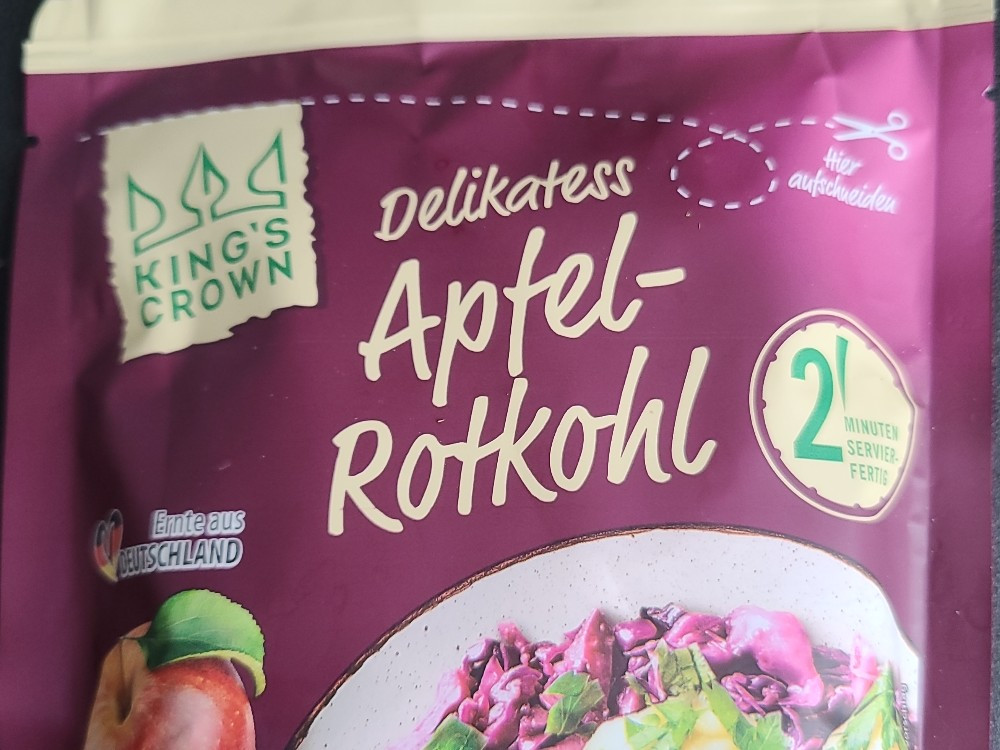 KING'S
CROWN
Delikatess
Apfel-
Rotkohl
Hier
aufschneiden
2'
MINUTEN
SERVIER-
FERTIG
Ernte aus
DEUTSCHLAND